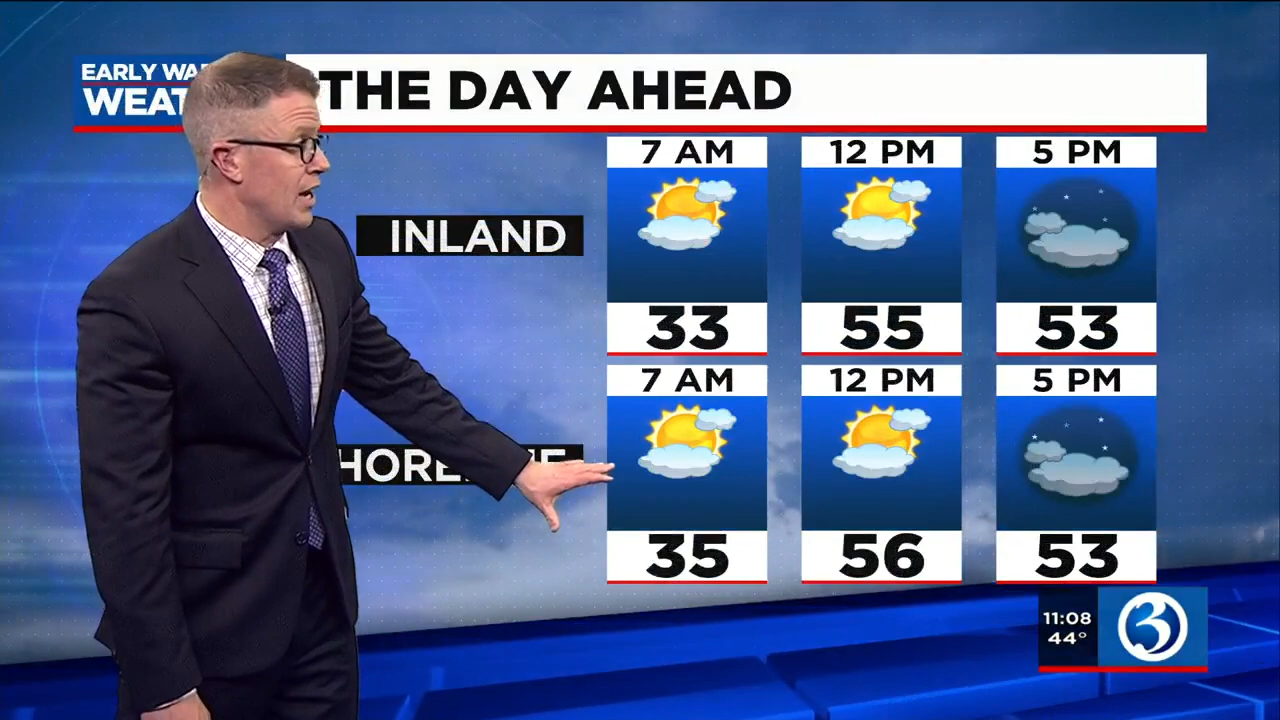 EARLY
WEAT
THE DAY AHEAD
7 AM
12 PM
5 PM
INLAND
33
55
53
7 AM
12 PM
5 PM
35
56
53
11:08
44°
3